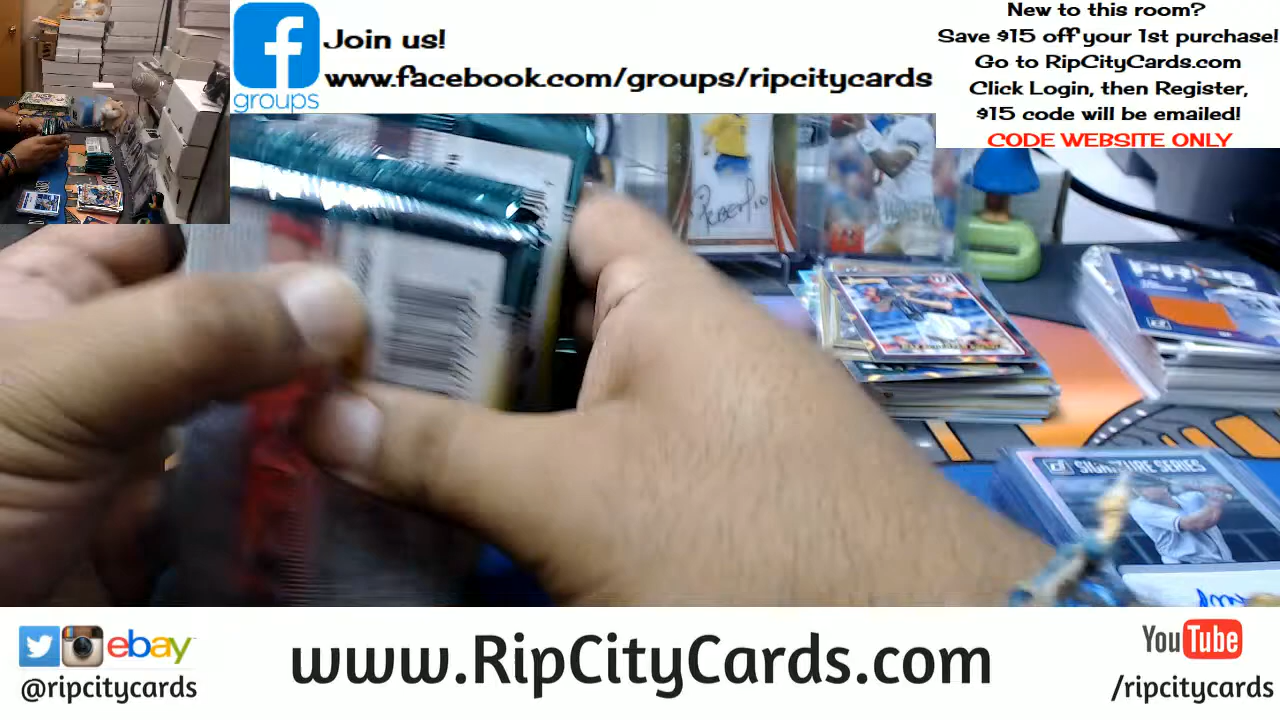 Join us!
www.facebook.com/groups/ripcitycards
groups
New to this room?
Save $15 off your 1st purchase!
Go to RipCityCards.com
Click Login, then Register,
$15 code will be emailed!
CODE WEBSITE ONLY
SIGNATURE SERIES
ebay
@ripcitycards
www.RipCityCards.com
YouTube
/ripcitycards